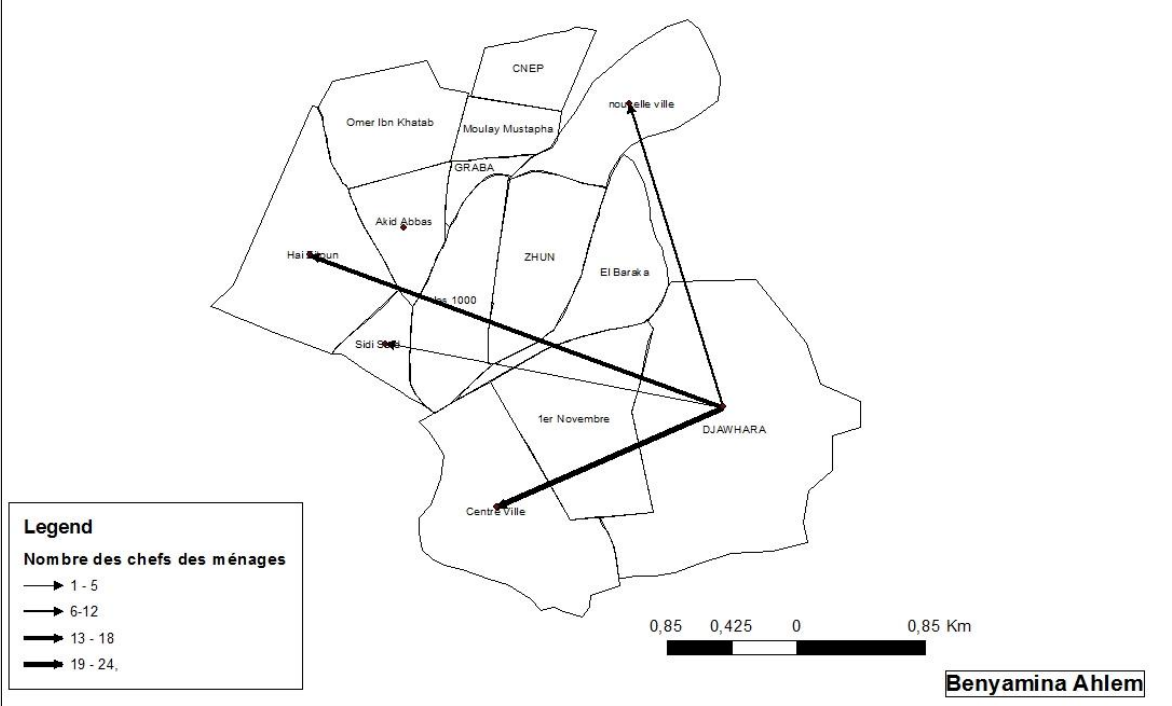 CNEP
nouvelle ville
Omer Ibn Khatab
Moulay Mustapha
GRABA
Akid Abbas
Hai
ZHUN
El Baraka
les 1000
Sidi
1er Novembre
DJAWHARA
Centre Ville
Legend
Nombre des chefs des ménages
1 - 5
6-12
13 - 18
19 - 24,
0,85 0,425 0 0,85 Km
Benyamina Ahlem